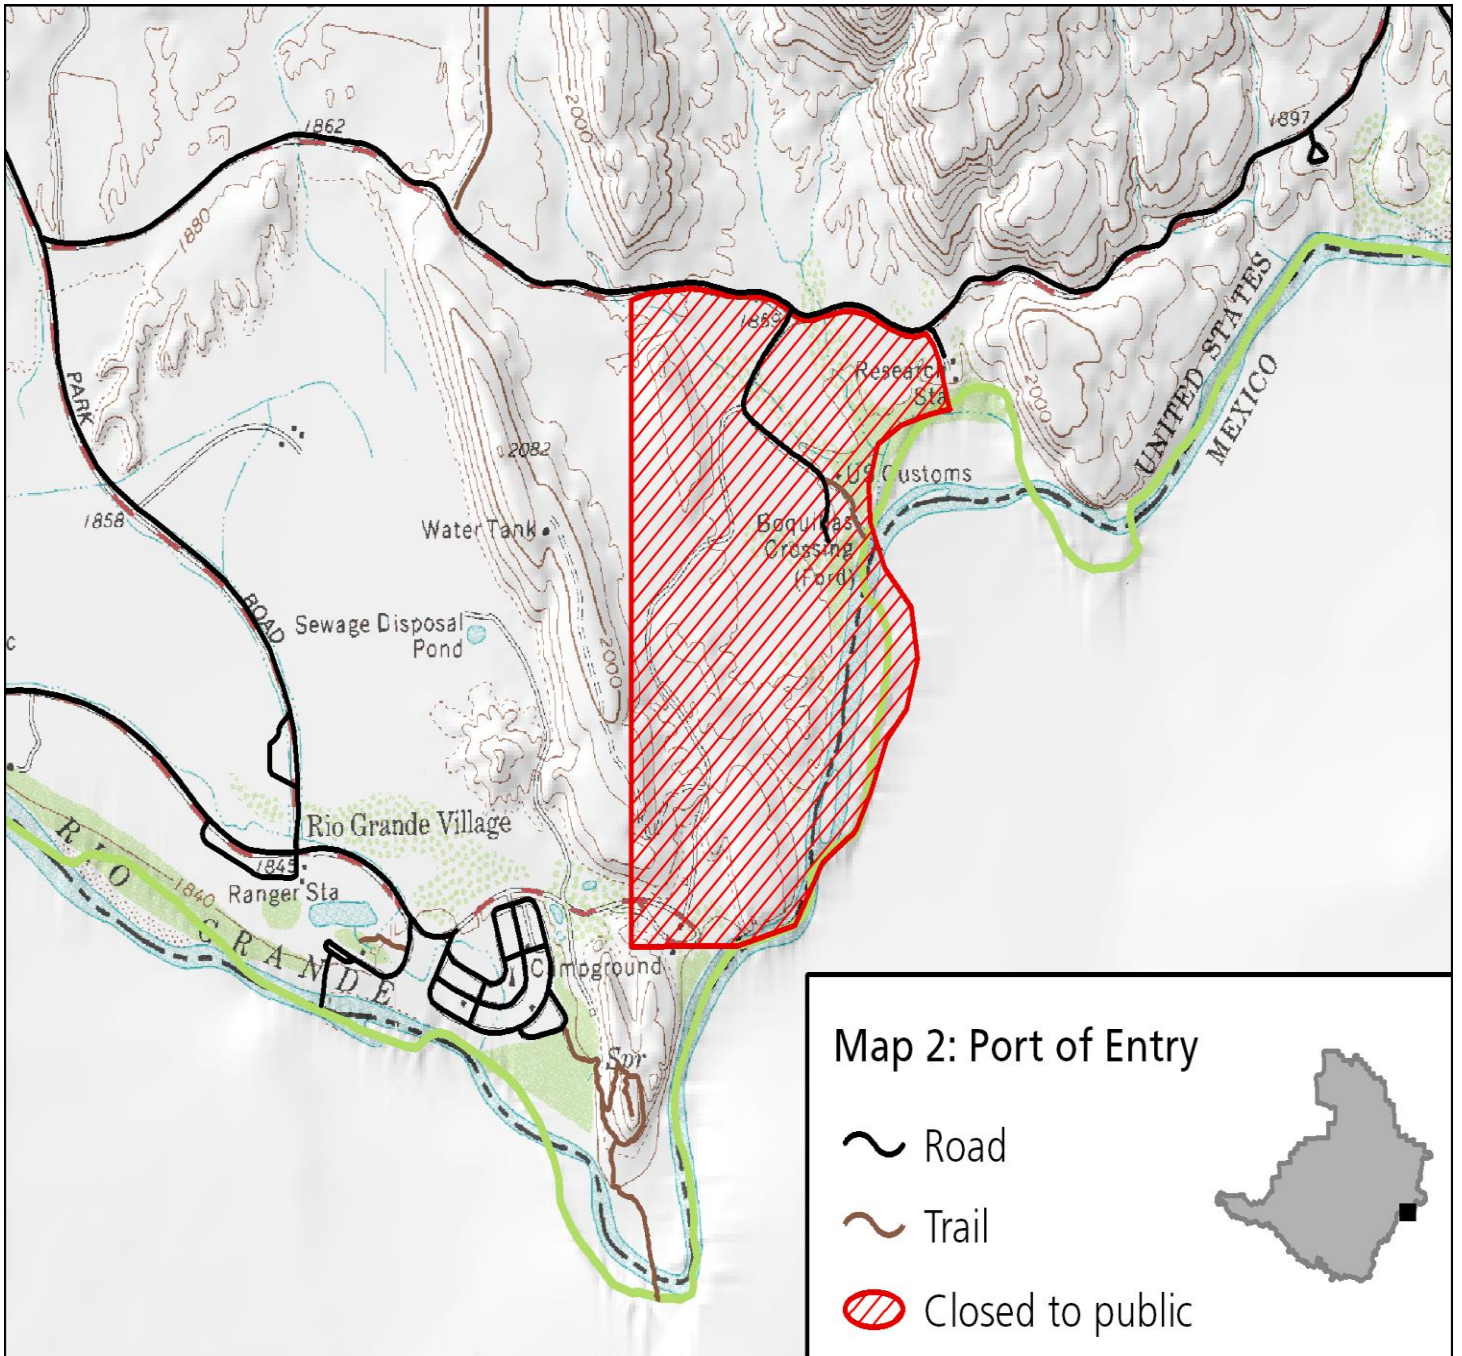 2000
1897
1862
1880
1859
PARK
Research
Sta
2000
UNITED STATES
MEXICO
2082
US Customs
1858
Water Tank
Boquillas
Crossing
(Ford)
ROAD
Sewage Disposal
Pond
c
2000
RIO GRANDE
Rio Grande Village
1845
Ranger Sta
1840
Campground
Spr
Map 2: Port of Entry
Road
Trail
Closed to public